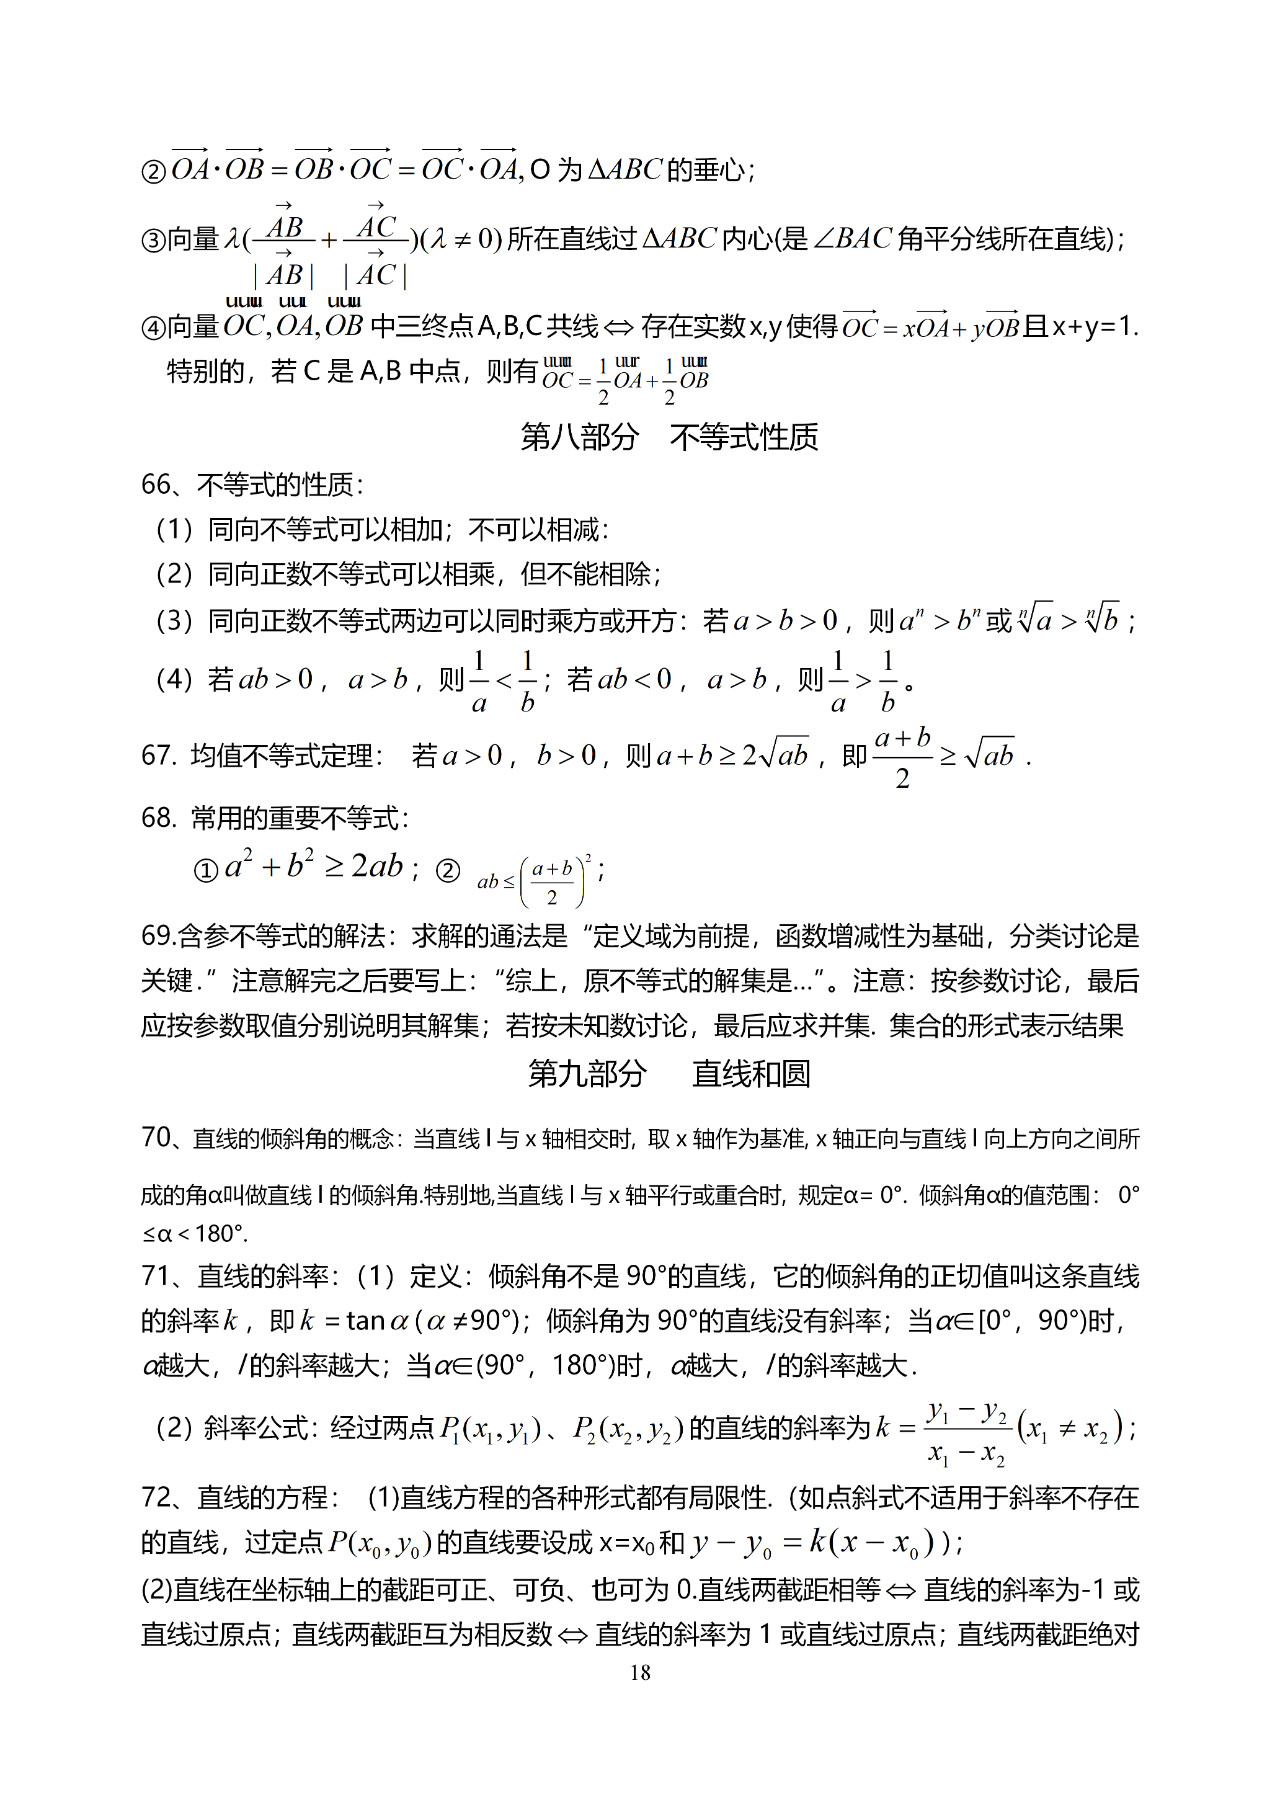 ②$\overrightarrow{OA}\cdot\overrightarrow{OB}=\overrightarrow{OB}\cdot\overrightarrow{OC}=\overrightarrow{OC}\cdot\overrightarrow{OA}$,O 为$\Delta ABC$的垂心；
③向量$\lambda(\frac{\overrightarrow{AB}}{|\overrightarrow{AB}|}+\frac{\overrightarrow{AC}}{|\overrightarrow{AC}|})(\lambda\neq 0)$所在直线过$\Delta ABC$内心(是$\angle BAC$角平分线所在直线)；
④向量$\overrightarrow{OC},\overrightarrow{OA},\overrightarrow{OB}$中三终点A,B,C共线⇔存在实数x,y使得$\overrightarrow{OC}=x\overrightarrow{OA}+y\overrightarrow{OB}$且x+y=1.
特别的，若 C 是 A,B 中点，则有$\overrightarrow{OC}=\frac{1}{2}\overrightarrow{OA}+\frac{1}{2}\overrightarrow{OB}$
第八部分 不等式性质
66、不等式的性质：
（1）同向不等式可以相加；不可以相减：
（2）同向正数不等式可以相乘，但不能相除；
（3）同向正数不等式两边可以同时乘方或开方：若$a>b>0$，则$a^n>b^n$或$\sqrt[n]{a}>\sqrt[n]{b}$；
（4）若$ab>0$，$a>b$，则$\frac{1}{a}<\frac{1}{b}$；若$ab<0$，$a>b$，则$\frac{1}{a}>\frac{1}{b}$。
67. 均值不等式定理： 若$a>0$，$b>0$，则$a+b\geq 2\sqrt{ab}$，即$\frac{a+b}{2}\geq\sqrt{ab}$．
68. 常用的重要不等式：
①$a^2+b^2\geq 2ab$；② $ab\leq\left(\frac{a+b}{2}\right)^2$；
69.含参不等式的解法：求解的通法是“定义域为前提，函数增减性为基础，分类讨论是
关键．”注意解完之后要写上：“综上，原不等式的解集是…”。注意：按参数讨论，最后
应按参数取值分别说明其解集；若按未知数讨论，最后应求并集. 集合的形式表示结果
第九部分 直线和圆
70、直线的倾斜角的概念：当直线 l 与 x 轴相交时, 取 x 轴作为基准, x 轴正向与直线 l 向上方向之间所
成的角α叫做直线 l 的倾斜角.特别地,当直线 l 与 x 轴平行或重合时, 规定α= 0°. 倾斜角α的值范围： 0°
≤α＜180°.
71、直线的斜率：（1）定义：倾斜角不是 90°的直线，它的倾斜角的正切值叫这条直线
的斜率$k$，即$k$ = tan$\alpha$($\alpha$≠90°)；倾斜角为 90°的直线没有斜率；当α∈[0°，90°)时，
α越大，l 的斜率越大；当α∈(90°，180°)时，α越大，l 的斜率越大．
（2）斜率公式：经过两点$P_1(x_1,y_1)$、$P_2(x_2,y_2)$的直线的斜率为$k=\frac{y_1-y_2}{x_1-x_2}(x_1\neq x_2)$；
72、直线的方程： (1)直线方程的各种形式都有局限性.（如点斜式不适用于斜率不存在
的直线，过定点$P(x_0,y_0)$的直线要设成 x=x₀和$y-y_0=k(x-x_0)$）；
(2)直线在坐标轴上的截距可正、可负、也可为 0.直线两截距相等⇔直线的斜率为-1 或
直线过原点；直线两截距互为相反数⇔直线的斜率为 1 或直线过原点；直线两截距绝对
18